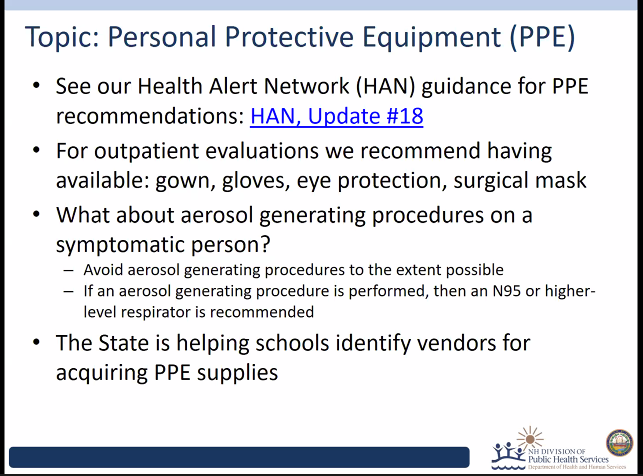 Topic: Personal Protective Equipment (PPE)
• See our Health Alert Network (HAN) guidance for PPE
recommendations: HAN, Update #18
• For outpatient evaluations we recommend having
available: gown, gloves, eye protection, surgical mask
• What about aerosol generating procedures on a
symptomatic person?
– Avoid aerosol generating procedures to the extent possible
– If an aerosol generating procedure is performed, then an N95 or higher-
level respirator is recommended
• The State is helping schools identify vendors for
acquiring PPE supplies
NH DIVISION OF
Public Health Services
Department of Health and Human Services